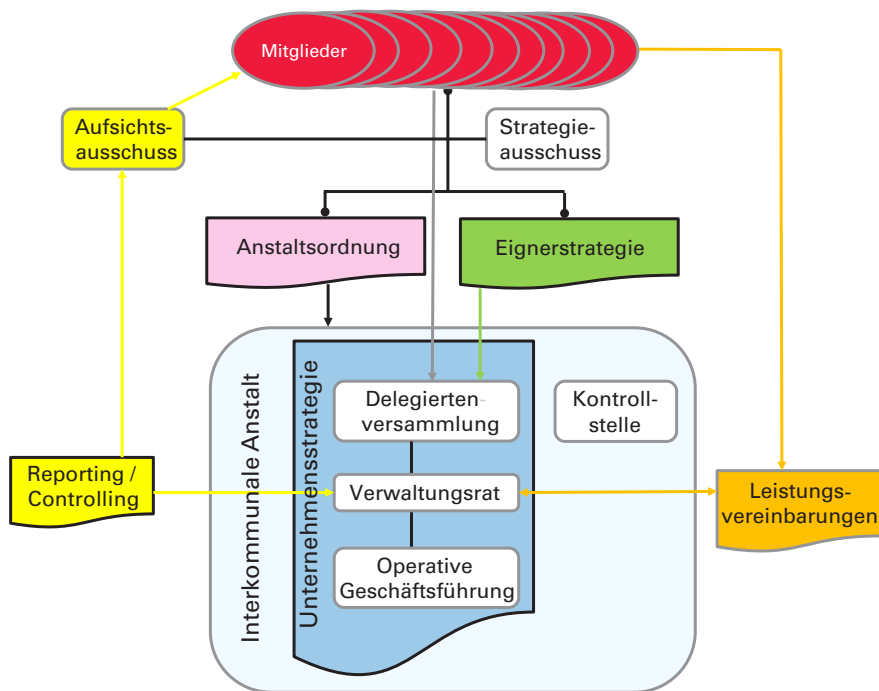 Mitglieder
Aufsichts-
ausschuss
Strategie-
ausschuss
Anstaltsordnung
Eignerstrategie
Interkommunale Anstalt
Unternehmensstrategie
Delegierten-
versammlung
Kontroll-
stelle
Reporting /
Controlling
Verwaltungsrat
Leistungs-
vereinbarungen
Operative
Geschäftsführung